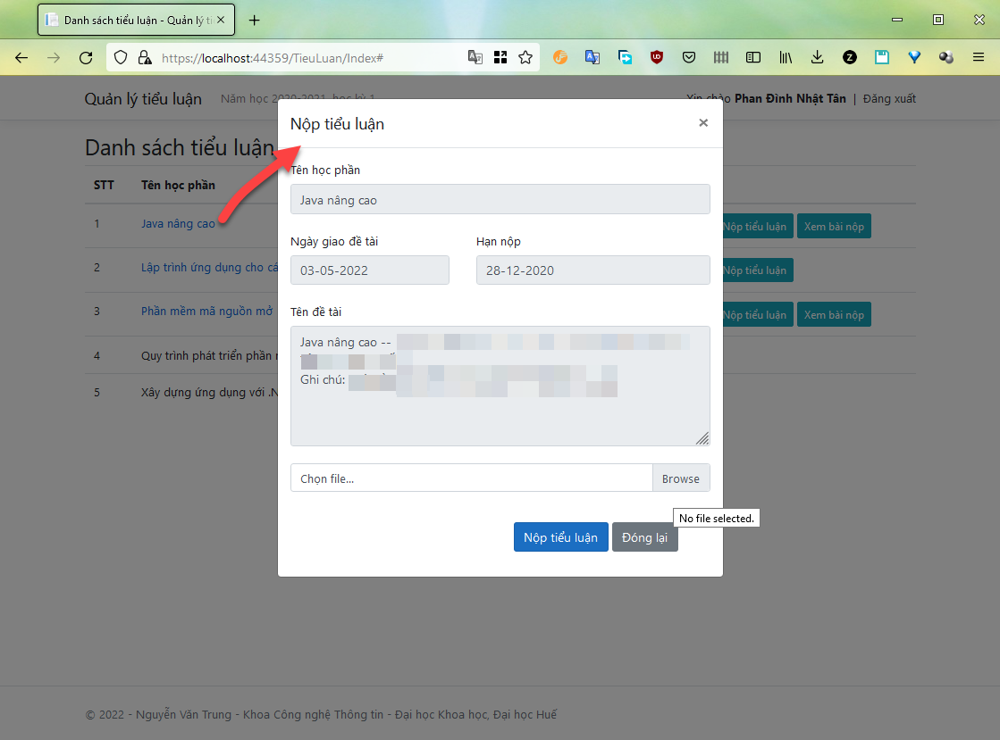 Danh sách tiểu luận - Quản lý ti
https://localhost:44359/TieuLuan/Index#
Quản lý tiểu luận
Năm học 2020-2021, học kỳ 1
Xin chào Phan Đình Nhật Tân | Đăng xuất
Danh sách tiểu luận
STT Tên học phần
1 Java nâng cao Nộp tiểu luận Xem bài nộp
2 Lập trình ứng dụng cho Nộp tiểu luận
3 Phần mềm mã nguồn mở Nộp tiểu luận Xem bài nộp
4 Quy trình phát triển phần
5 Xây dựng ứng dụng với .N
Nộp tiểu luận ×
Tên học phần
Java nâng cao
Ngày giao đề tài Hạn nộp
03-05-2022 28-12-2020
Tên đề tài
Java nâng cao --
Ghi chú:
Chọn file... Browse
No file selected.
Nộp tiểu luận Đóng lại
© 2022 - Nguyễn Văn Trung - Khoa Công nghệ Thông tin - Đại học Khoa học, Đại học Huế